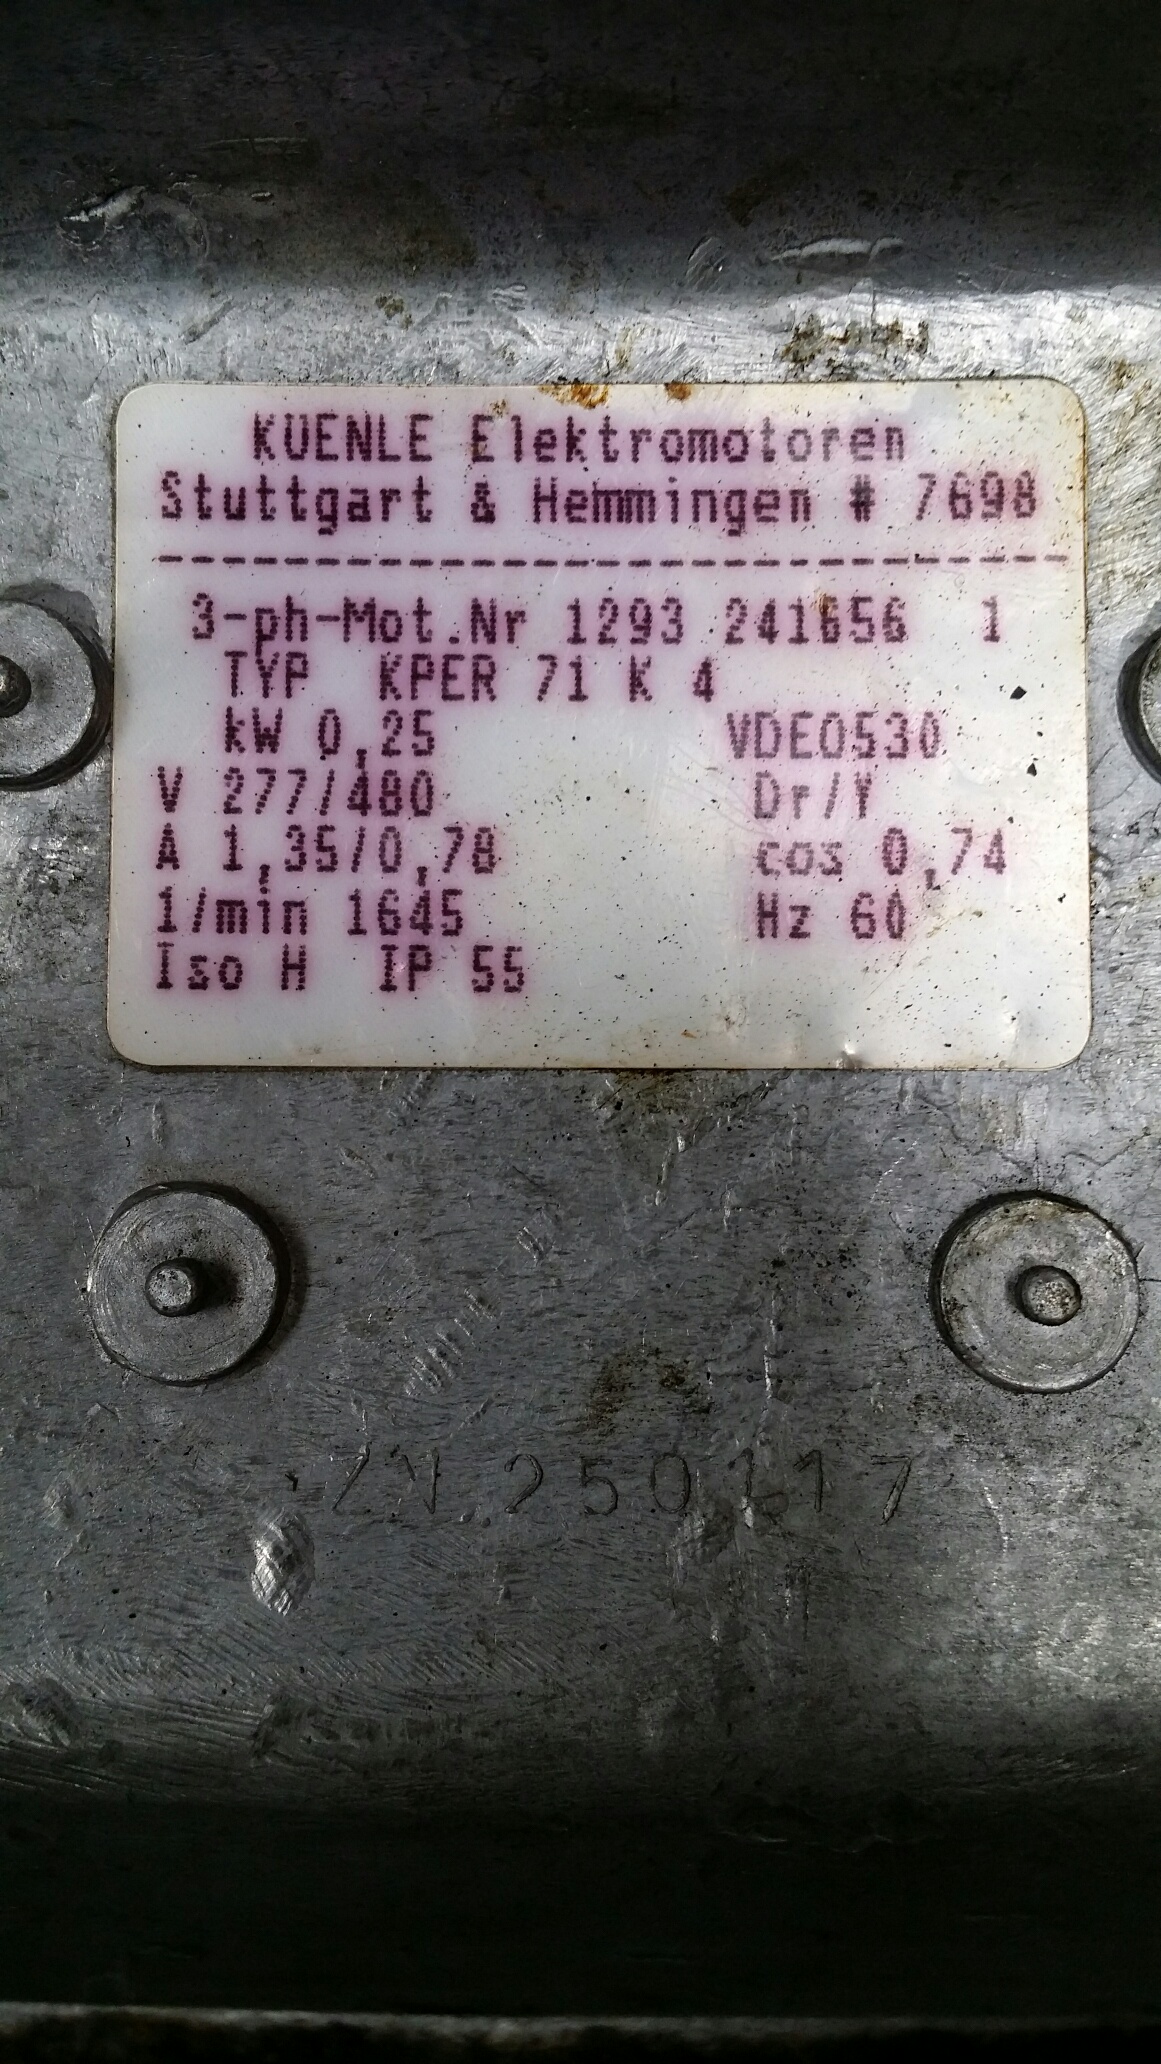 KUENLE Elektromotoren
Stuttgart & Hemmingen # 7698
3-ph-Mot.Nr 1293 241656 1
TYP KPER 71 K 4
KW 0,25 VDE0530
V 277/480 Dr/Y
A 1,35/0,78 cos 0,74
1/min 1645 Hz 60
Iso H IP 55
ZV.250117